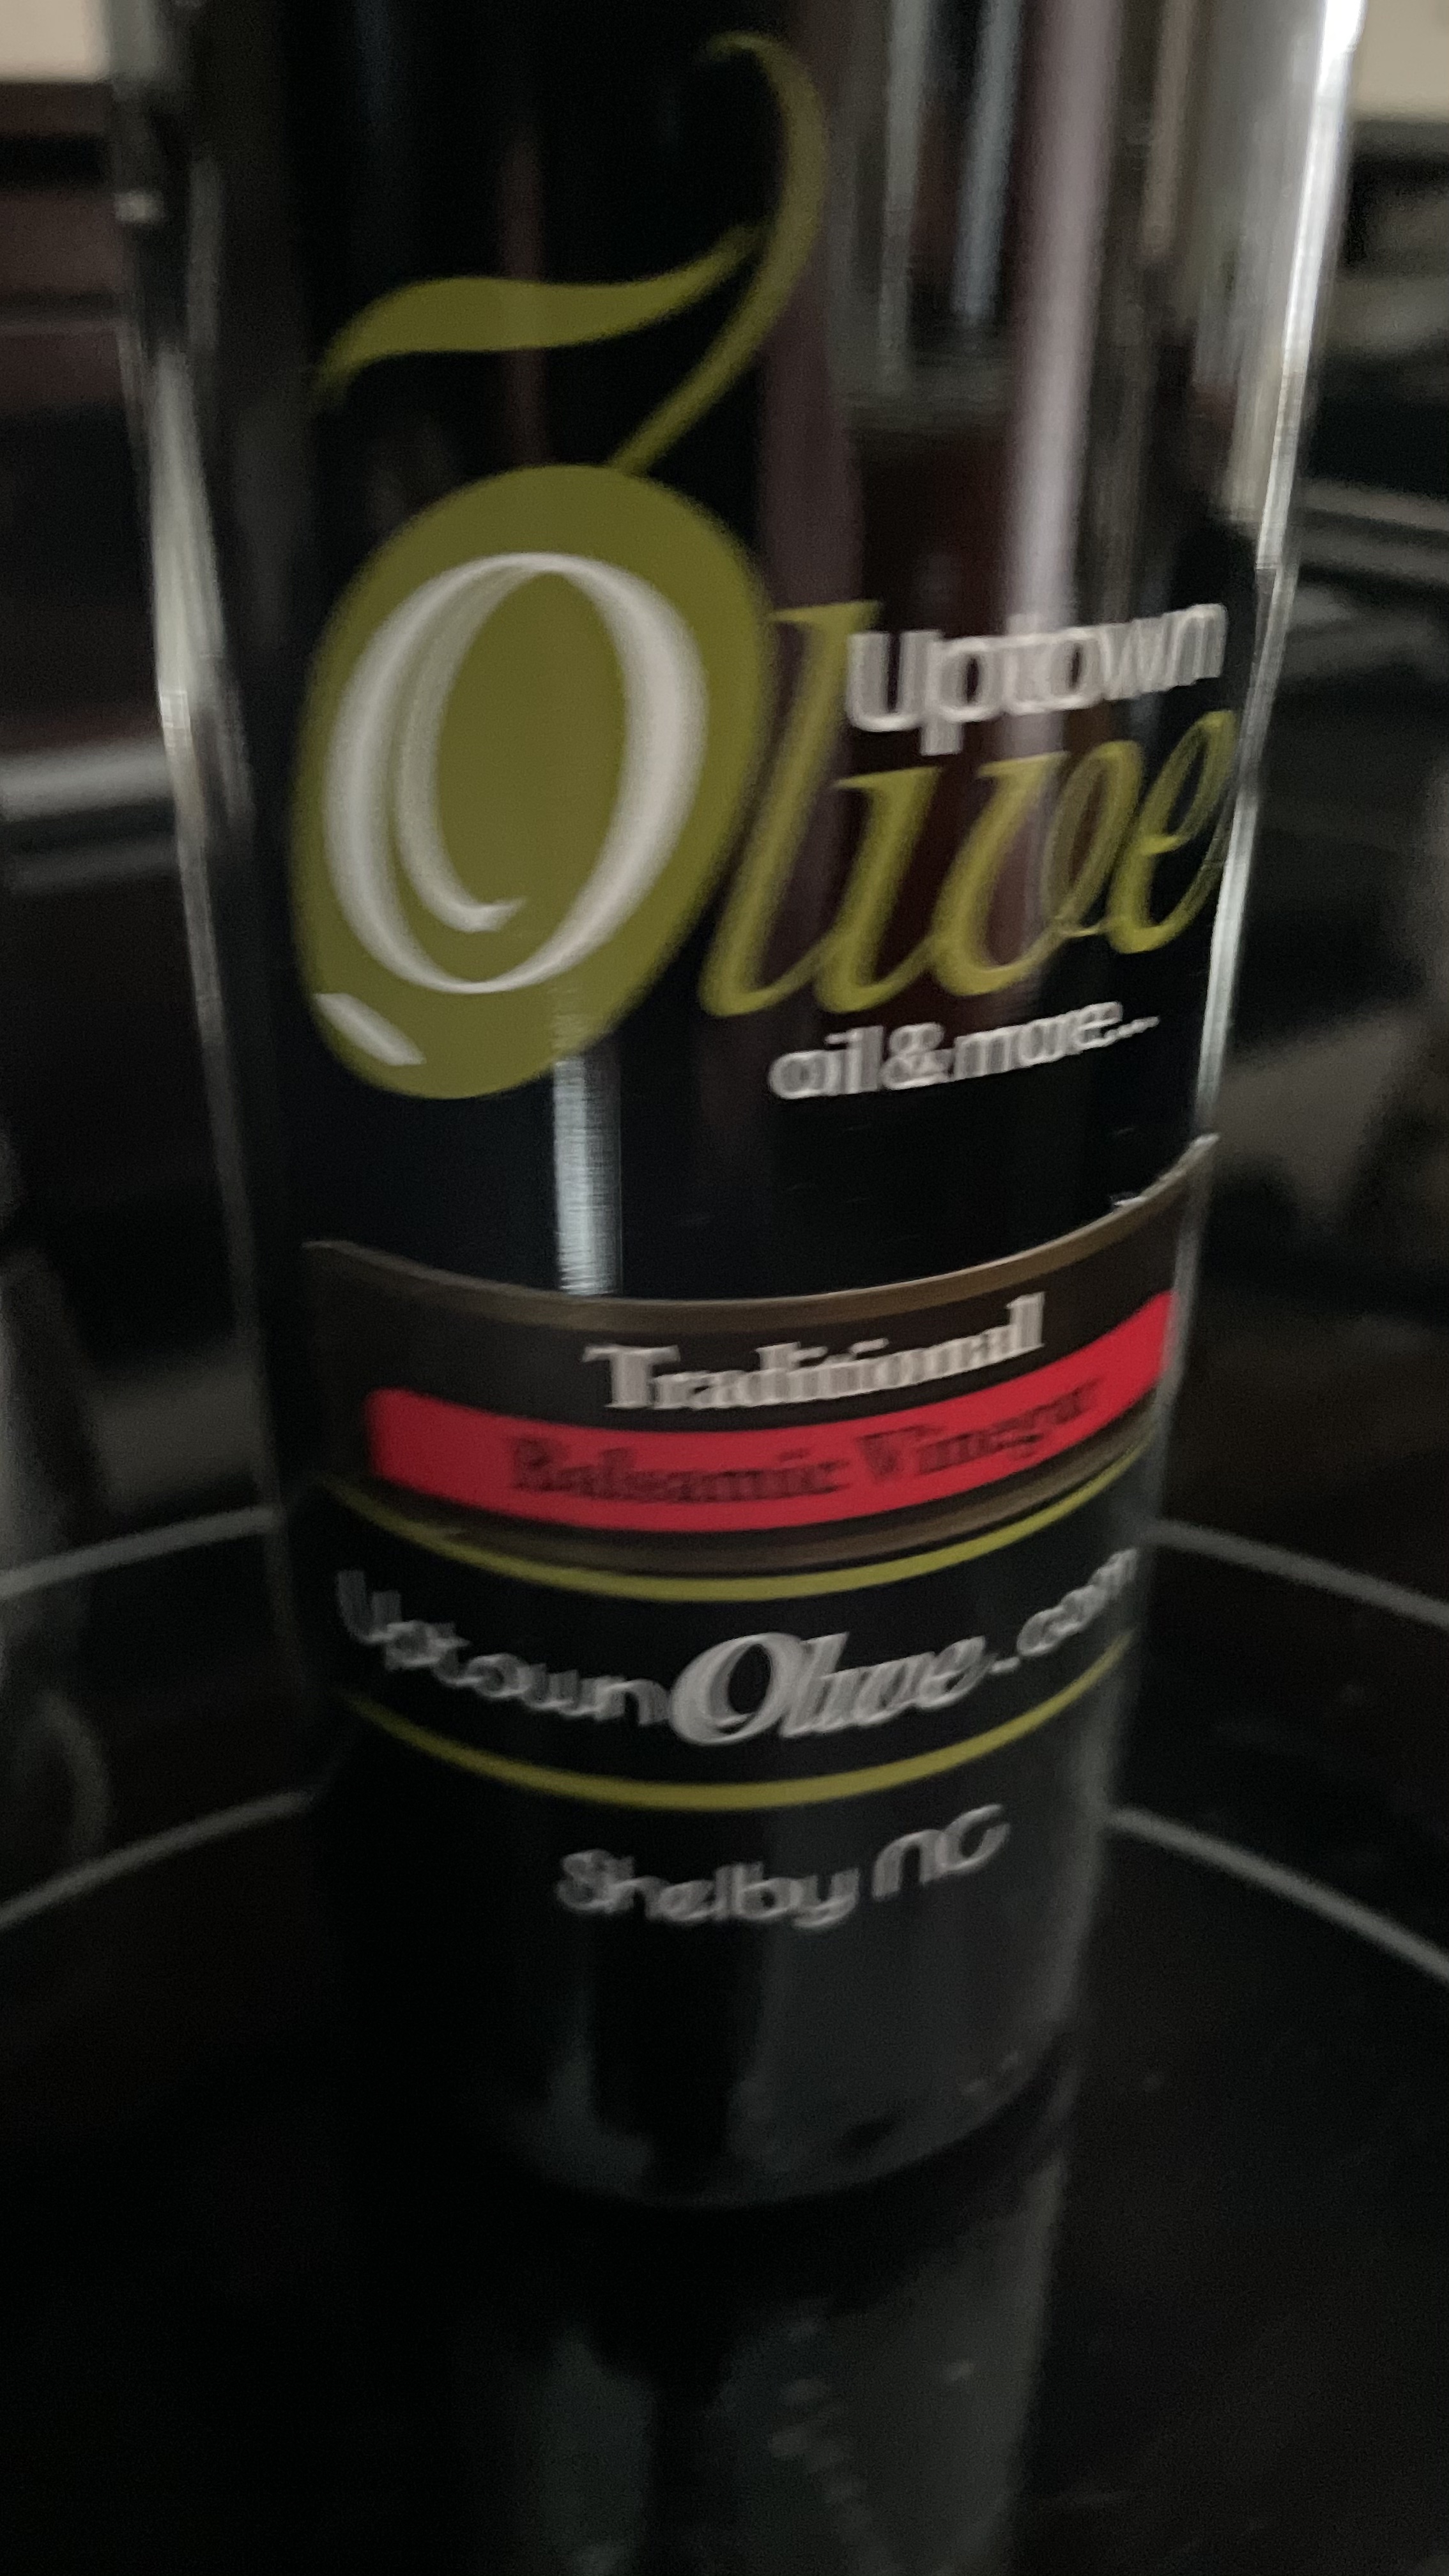 Uptown
Olive
oil & more...
Traditional
Balsamic Vinegar
UptownOlive.com
Shelby NC